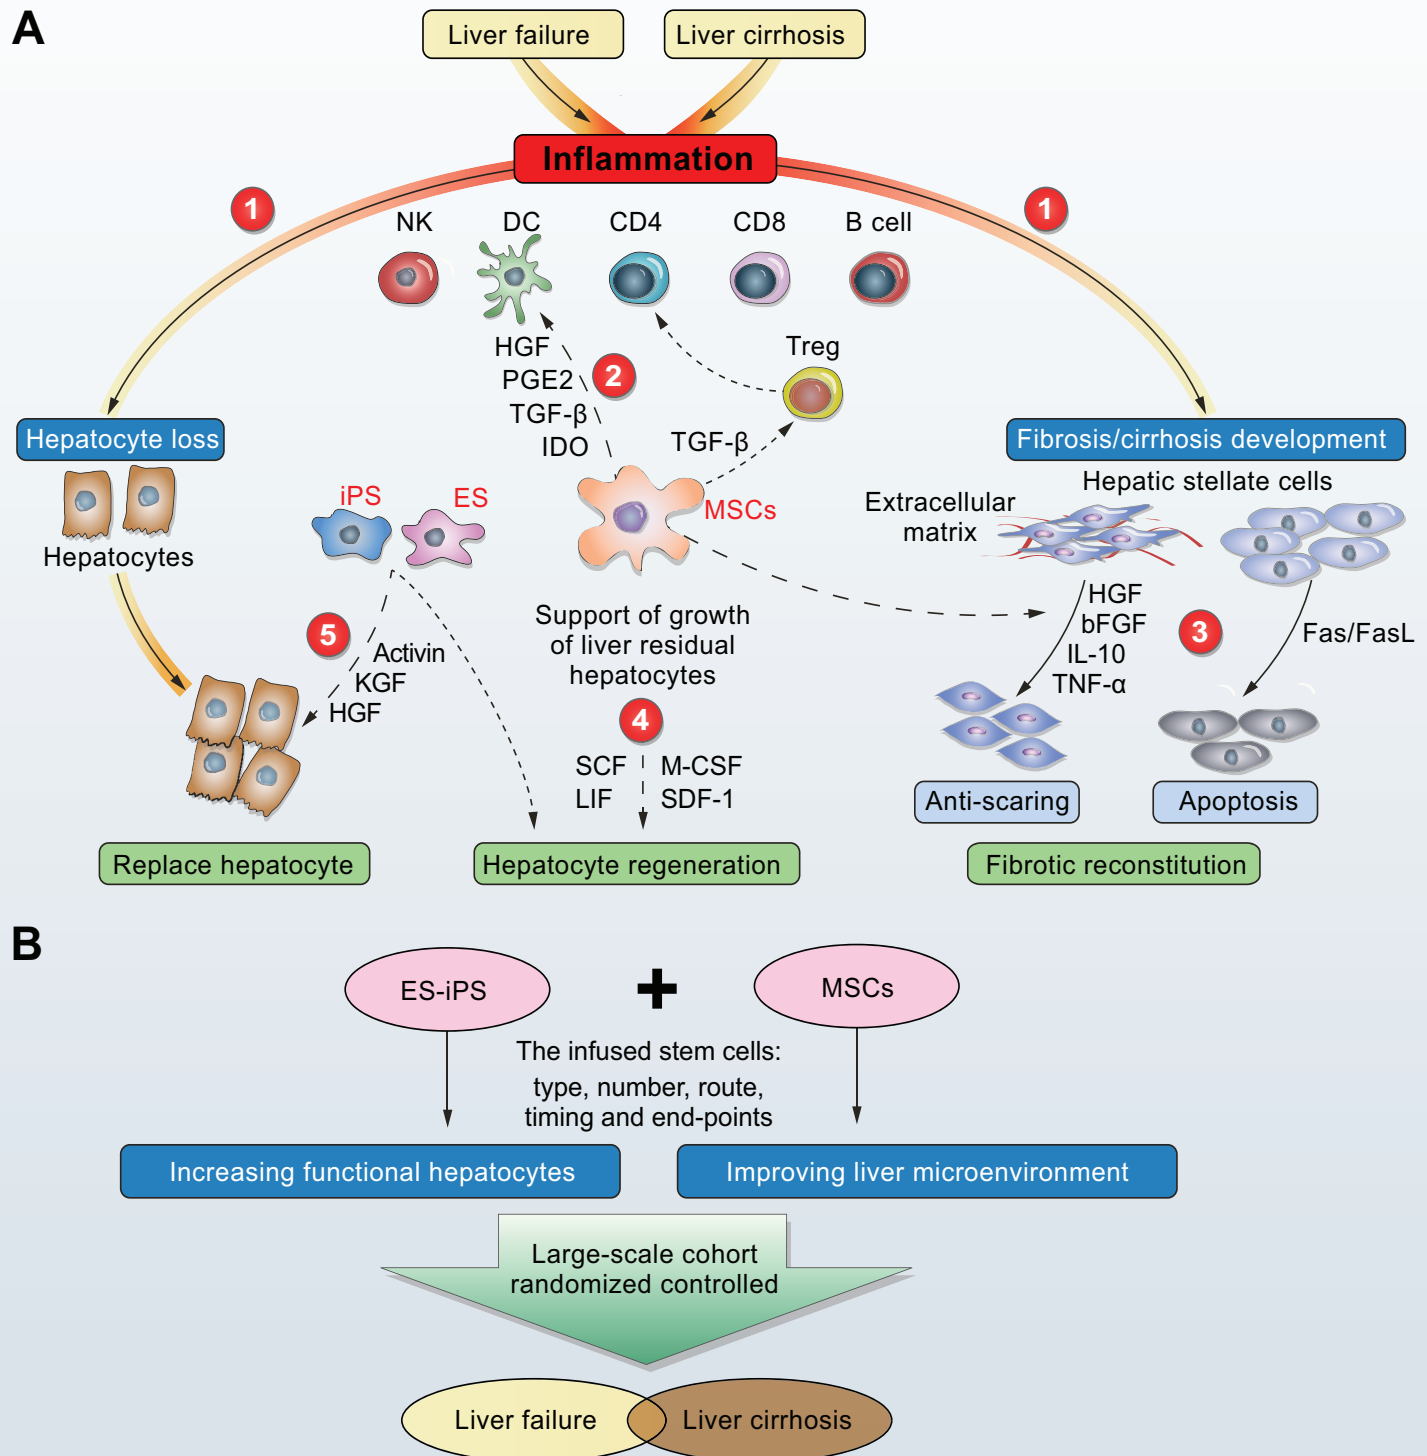 A
Liver failure
Liver cirrhosis
Inflammation
1
1
NK
DC
CD4
CD8
B cell
HGF
PGE2
TGF-β
IDO
2
Treg
TGF-β
Hepatocyte loss
Fibrosis/cirrhosis development
Hepatocytes
iPS
ES
MSCs
Hepatic stellate cells
Extracellular
matrix
5
Activin
KGF
HGF
Support of growth
of liver residual
hepatocytes
4
SCF
M-CSF
LIF
SDF-1
HGF
bFGF
IL-10
TNF-α
3
Fas/FasL
Anti-scaring
Apoptosis
Replace hepatocyte
Hepatocyte regeneration
Fibrotic reconstitution
B
ES-iPS
+
MSCs
The infused stem cells:
type, number, route,
timing and end-points
Increasing functional hepatocytes
Improving liver microenvironment
Large-scale cohort
randomized controlled
Liver failure
Liver cirrhosis